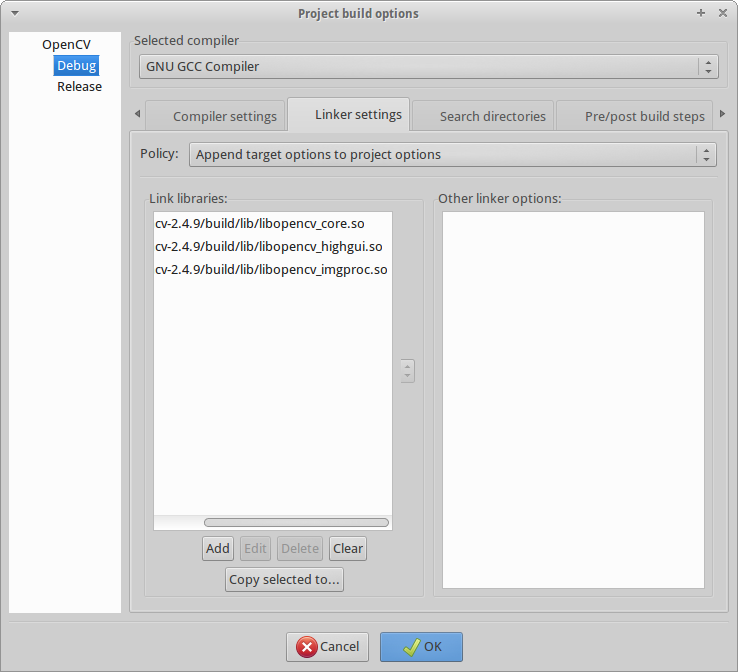 Project build options
OpenCV
Debug
Release
Selected compiler
GNU GCC Compiler
Compiler settings
Linker settings
Search directories
Pre/post build steps
Policy:
Append target options to project options
Link libraries:
cv-2.4.9/build/lib/libopencv_core.so
cv-2.4.9/build/lib/libopencv_highgui.so
cv-2.4.9/build/lib/libopencv_imgproc.so
Add
Edit
Delete
Clear
Copy selected to...
Other linker options:
Cancel
OK